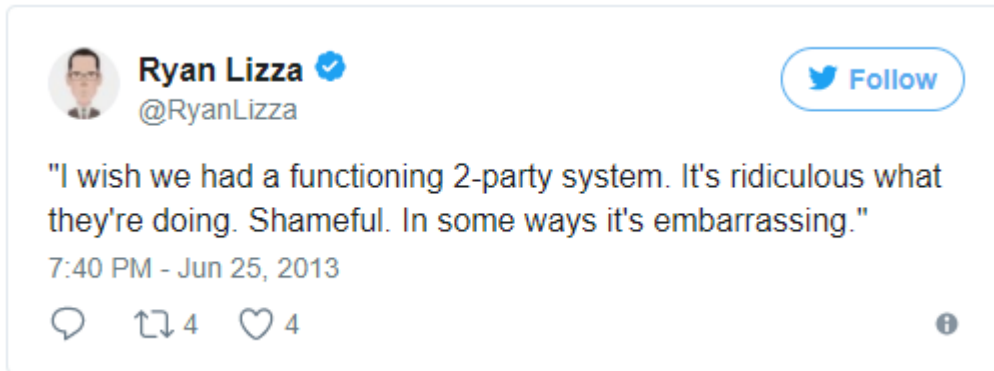 Ryan Lizza
Follow
@RyanLizza
"I wish we had a functioning 2-party system. It's ridiculous what
they're doing. Shameful. In some ways it's embarrassing."
7:40 PM - Jun 25, 2013
4 4